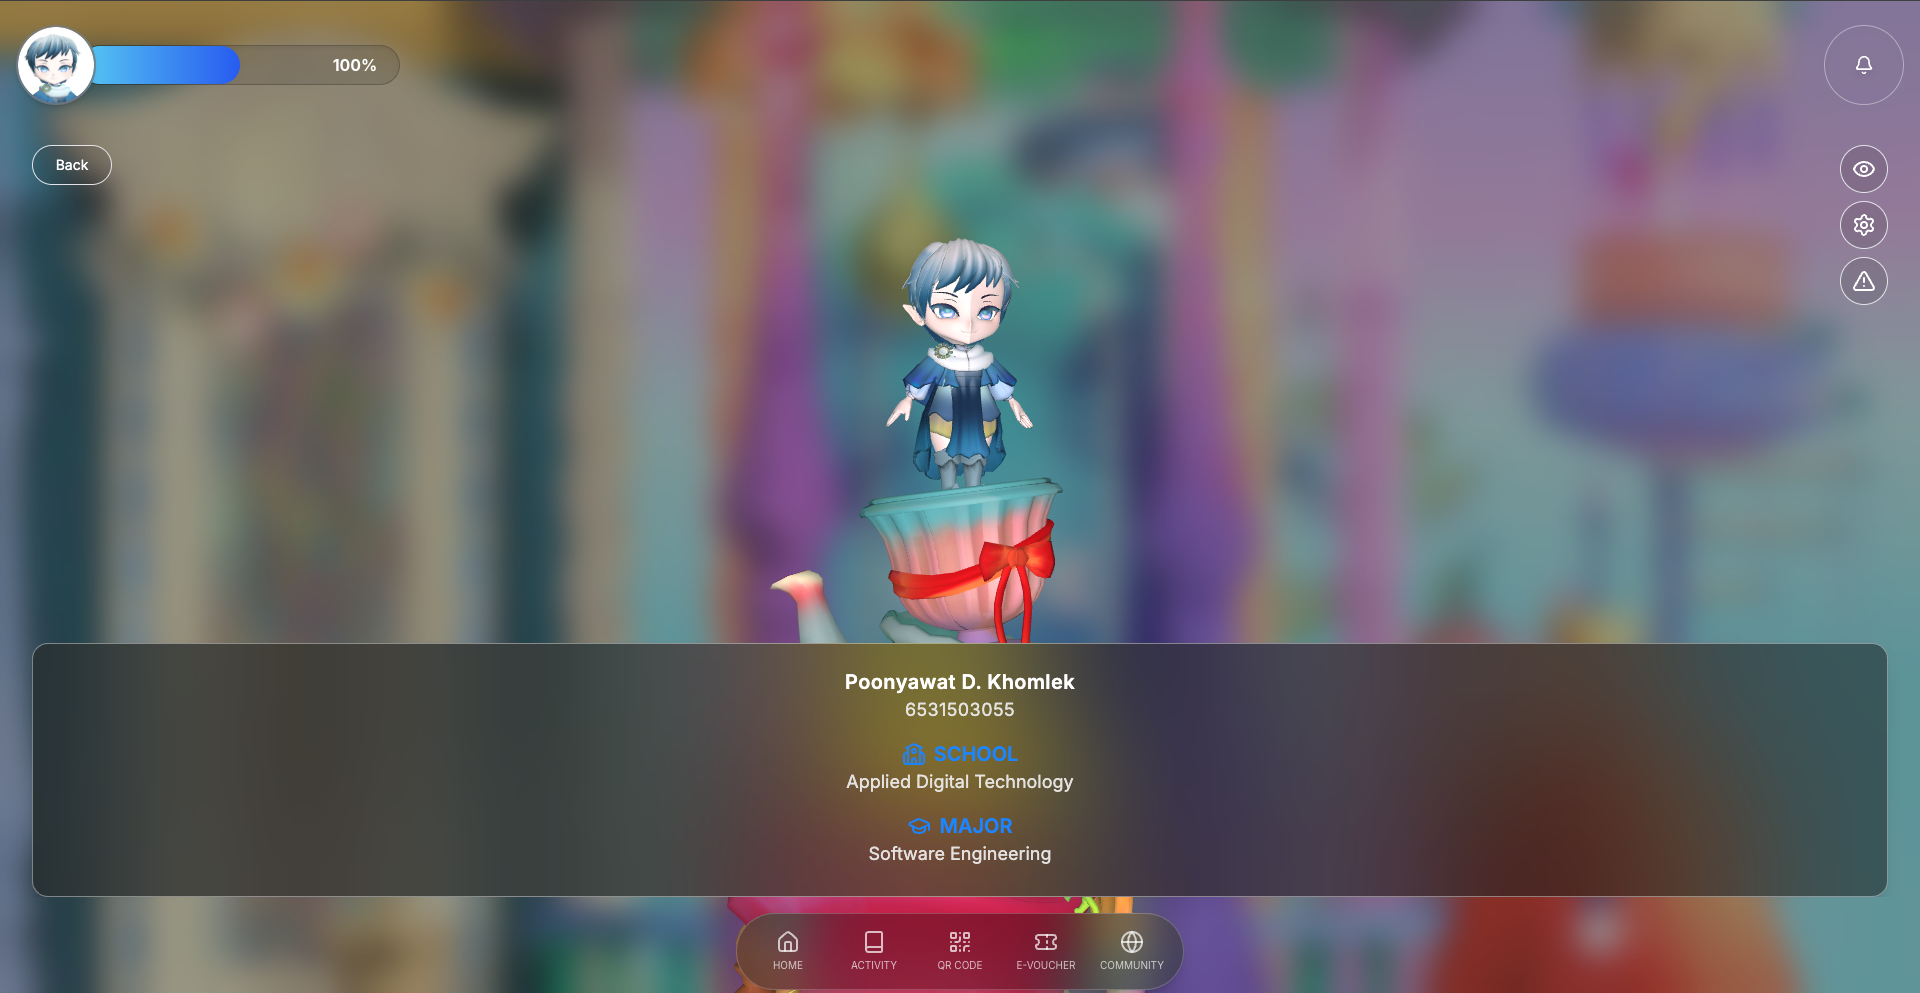 100%
Back
Poonyawat D. Khomlek
6531503055
SCHOOL
Applied Digital Technology
MAJOR
Software Engineering
HOME
ACTIVITY
QR CODE
E-VOUCHER
COMMUNITY